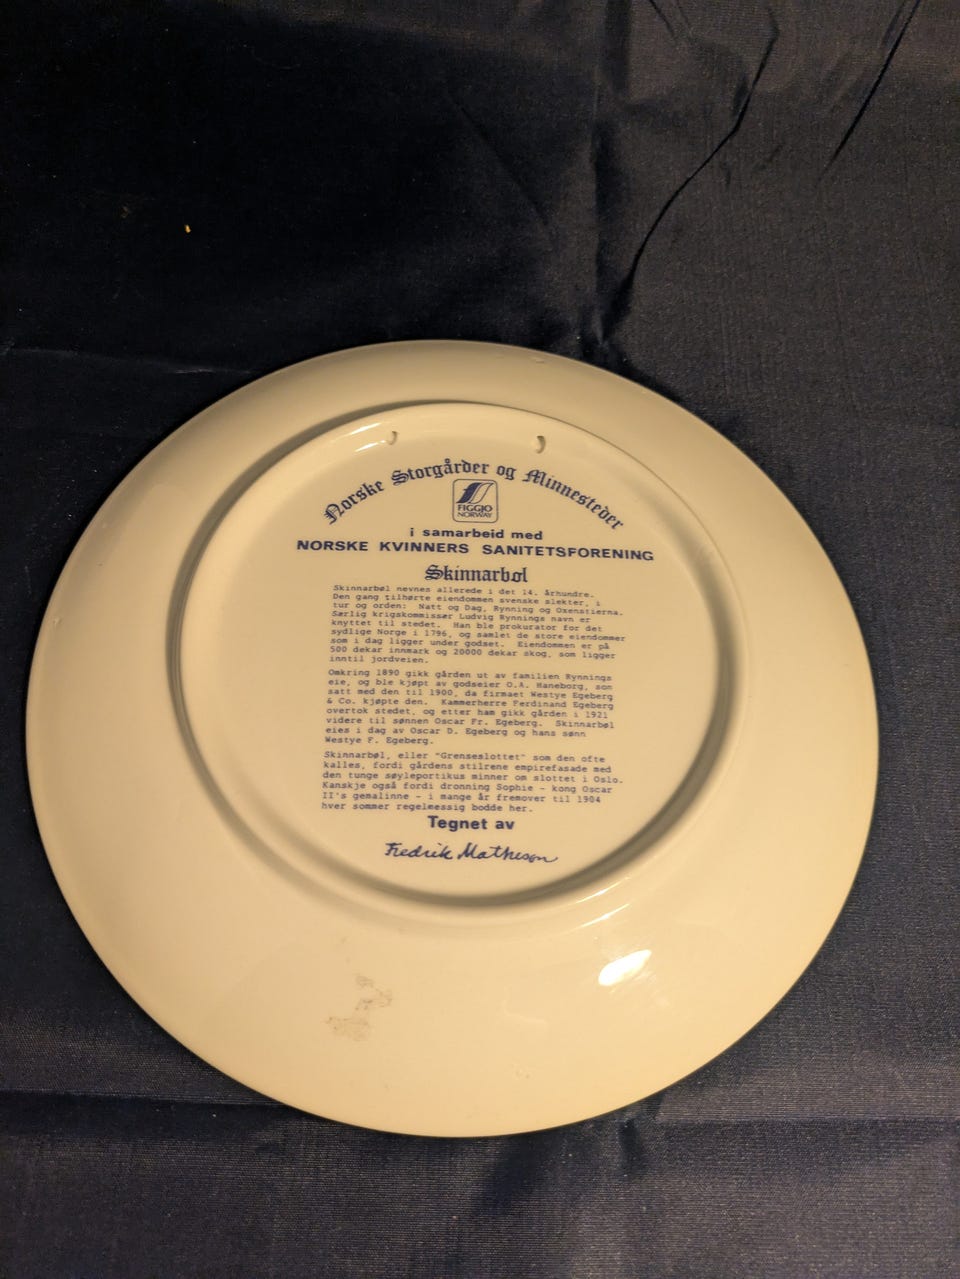 Norske Storgårder og Minnesteder
FIGGJO
NORWAY
i samarbeid med
NORSKE KVINNERS SANITETSFORENING
Skinnarbøl
Skinnarbøl nevnes allerede i det 14. århundre.
Den gang tilhørte eiendommen svenske slekter, i
tur og orden: Natt og Dag, Rynning og Oxenstierna.
Særlig krigskommissær Ludvig Rynnings navn er
knyttet til stedet. Han ble prokurator for det
sydlige Norge i 1796, og samlet de store eiendommer
som i dag ligger under godset. Eiendommen er på
500 dekar innmark og 20000 dekar skog, som ligger
inntil jordveien.
Omkring 1890 gikk gården ut av familien Rynnings
eie, og ble kjøpt av godseier O.A. Haneborg, som
satt med den til 1900, da firmaet Westye Egeberg
& Co. kjøpte den. Kammerherre Ferdinand Egeberg
overtok stedet, og etter ham gikk gården i 1921
videre til sønnen Oscar Fr. Egeberg. Skinnarbøl
eies i dag av Oscar D. Egeberg og hans sønn
Westye F. Egeberg.
Skinnarbøl, eller "Grenseslottet" som den ofte
kalles, fordi gårdens stilrene empirefasade med
den tunge søyleportikus minner om slottet i Oslo.
Kanskje også fordi dronning Sophie - kong Oscar
II's gemalinne - i mange år fremover til 1904
hver sommer regelmessig bodde her.
Tegnet av
Fredrik Matheson